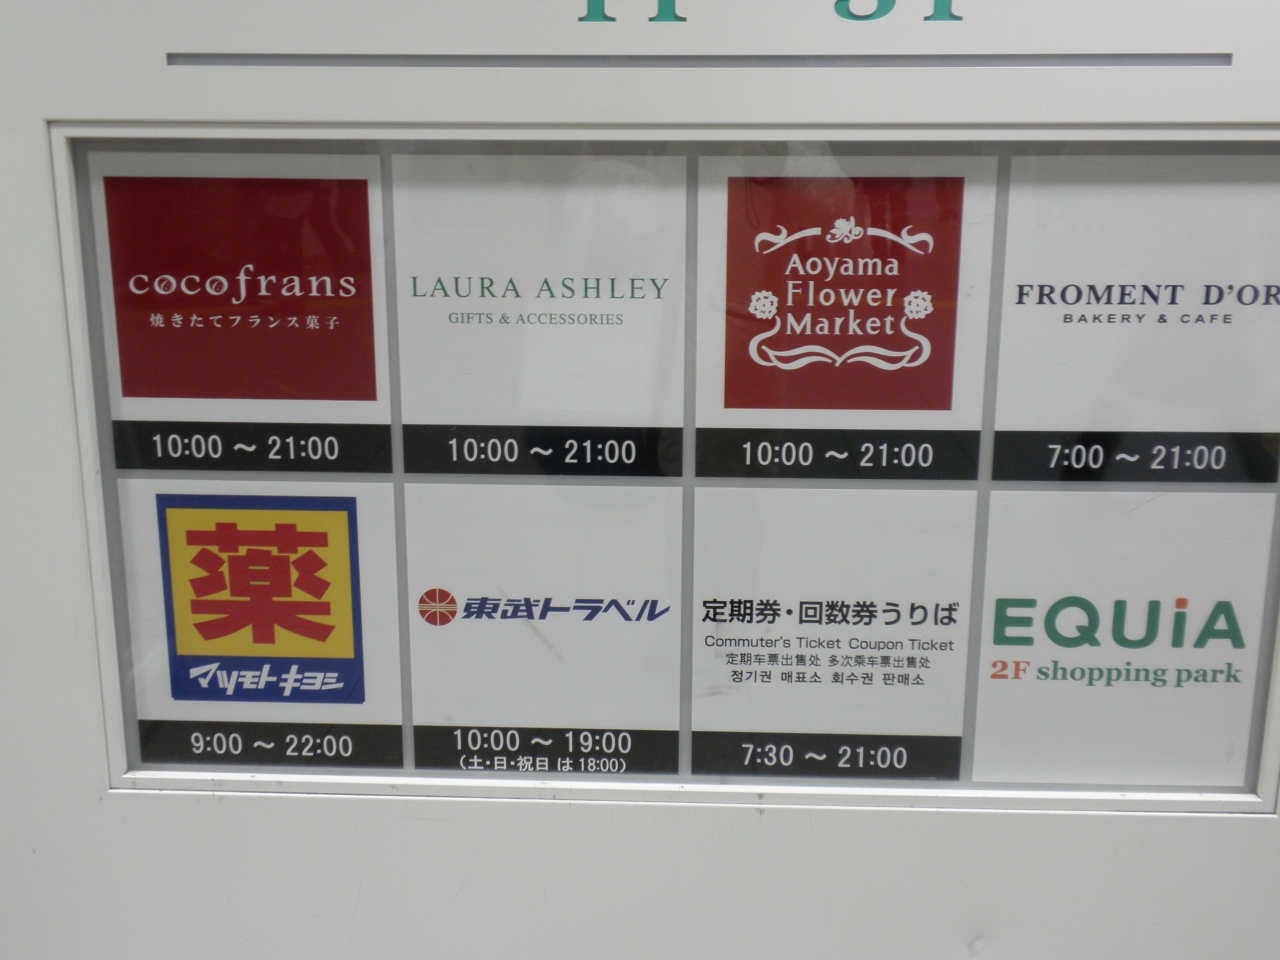 cocofrans
焼きたてフランス菓子
10:00 ～ 21:00
LAURA ASHLEY
GIFTS & ACCESSORIES
10:00 ～ 21:00
Aoyama
Flower
Market
10:00 ～ 21:00
FROMENT D'OR
BAKERY & CAFE
7:00 ～ 21:00
薬
マツモトキヨシ
9:00 ～ 22:00
東武トラベル
10:00 ～ 19:00
（土・日・祝日 は 18:00）
定期券・回数券うりば
Commuter's Ticket Coupon Ticket
定期车票出售处 多次乘车票出售处
정기권 매표소 회수권 판매소
7:30 ～ 21:00
EQUiA
2F shopping park